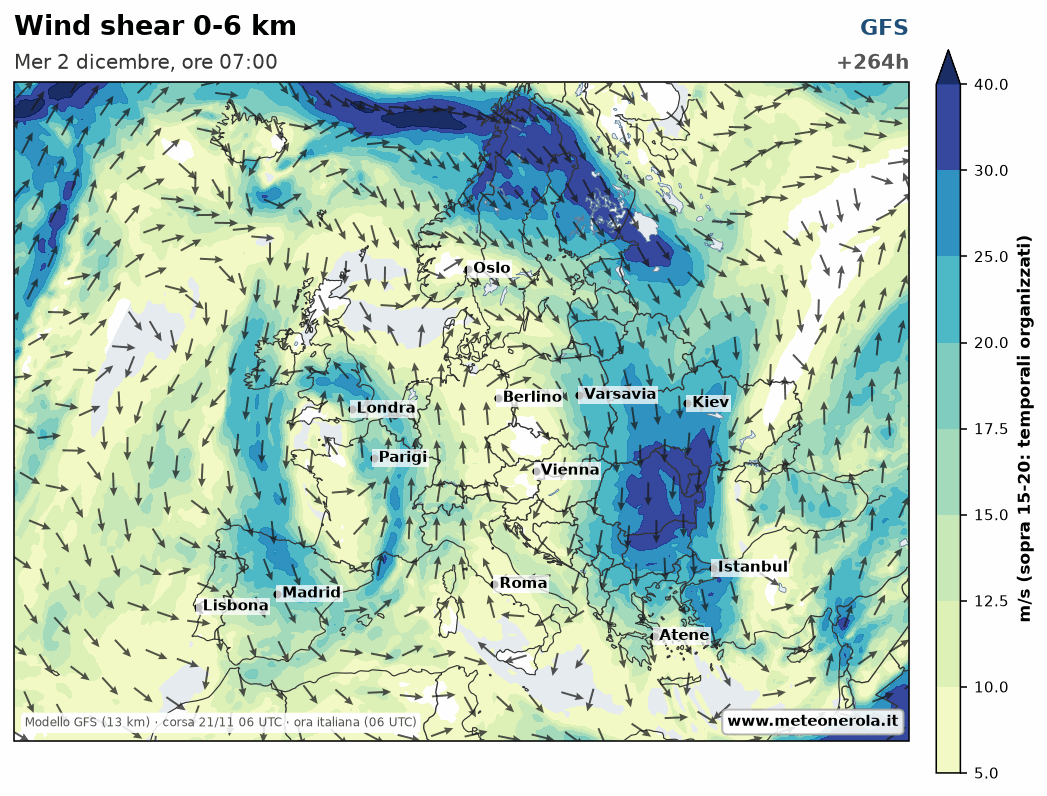 Wind shear 0-6 km
GFS
Mer 2 dicembre, ore 07:00
+264h
40.0
30.0
25.0
20.0
17.5
15.0
12.5
10.0
5.0
m/s (sopra 15-20: temporali organizzati)
Oslo
Berlino
Varsavia
Kiev
Londra
Parigi
Vienna
Istanbul
Roma
Madrid
Lisbona
Atene
Modello GFS (13 km) · corsa 21/11 06 UTC · ora italiana (06 UTC)
www.meteonerola.it